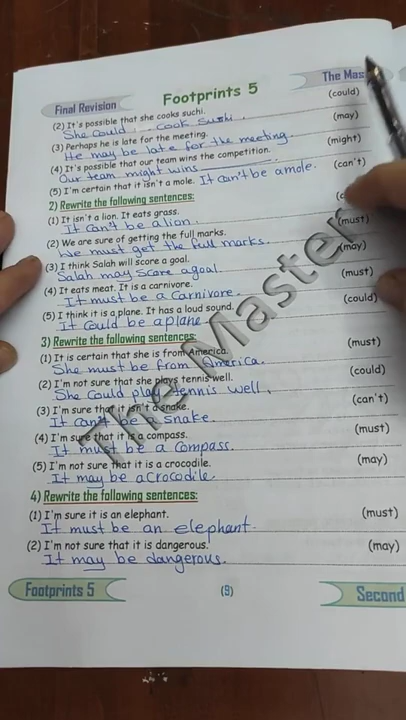 Final Revision
Footprints 5
The Mas
(2) It's possible that she cooks suchi. (could)
She could cook sushi.
(3) Perhaps he is late for the meeting. (may)
He may be late for the meeting.
(4) It's possible that our team wins the competition. (might)
Our team might wins
(5) I'm certain that it isn't a mole. It can't be a mole. (can't)
2) Rewrite the following sentences:
(1) It isn't a lion. It eats grass.
It can't be a lion.
(2) We are sure of getting the full marks. (must)
We must get the full marks.
(3) I think Salah will score a goal. (may)
Salah may score a goal.
(4) It eats meat. It is a carnivore. (must)
It must be a Carnivore.
(5) I think it is a plane. It has a loud sound. (could)
It could be a plane
3) Rewrite the following sentences:
(1) It is certain that she is from America. (must)
She must be from America.
(2) I'm not sure that she plays tennis well. (could)
She could play tennis well.
(3) I'm sure that it isn't a snake. (can't)
It can't be a snake.
(4) I'm sure that it is a compass. (must)
It must be a compass.
(5) I'm not sure that it is a crocodile. (may)
It may be a crocodile.
4) Rewrite the following sentences:
(1) I'm sure it is an elephant. (must)
It must be an elephant.
(2) I'm not sure that it is dangerous. (may)
It may be dangerous.
Footprints 5
(9)
Second
The Master